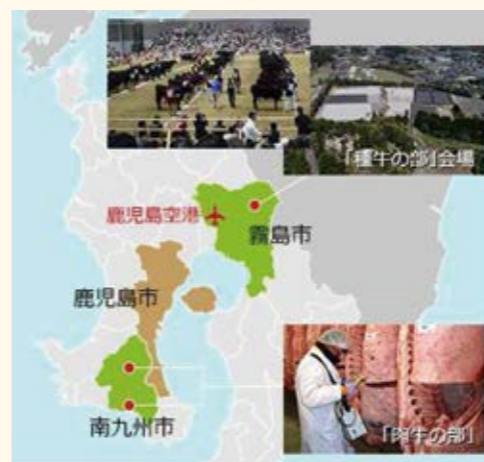 「種牛の部」会場
鹿児島空港
霧島市
鹿児島市
南九州市
「肉牛の部」